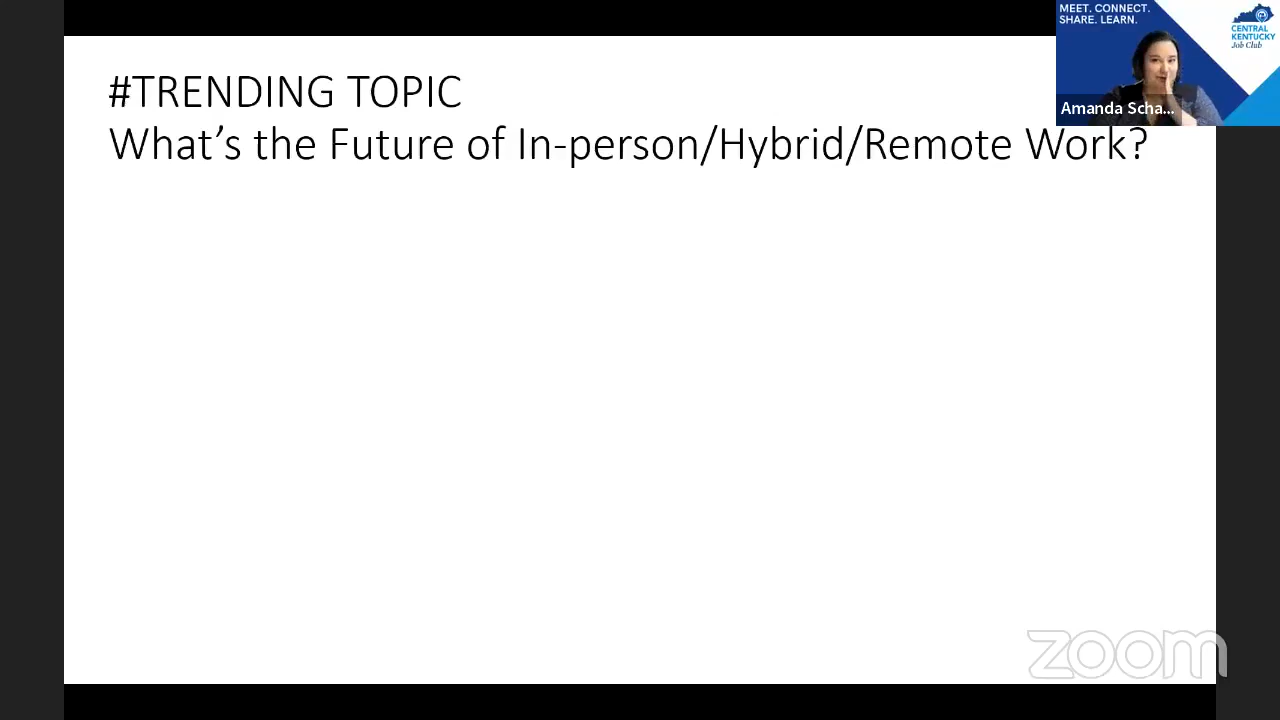 #TRENDING TOPIC
What's the Future of In-person/Hybrid/Remote Work?
MEET. CONNECT.
SHARE. LEARN.
CENTRAL
KENTUCKY
Job Club
Amanda Scha...
zoom